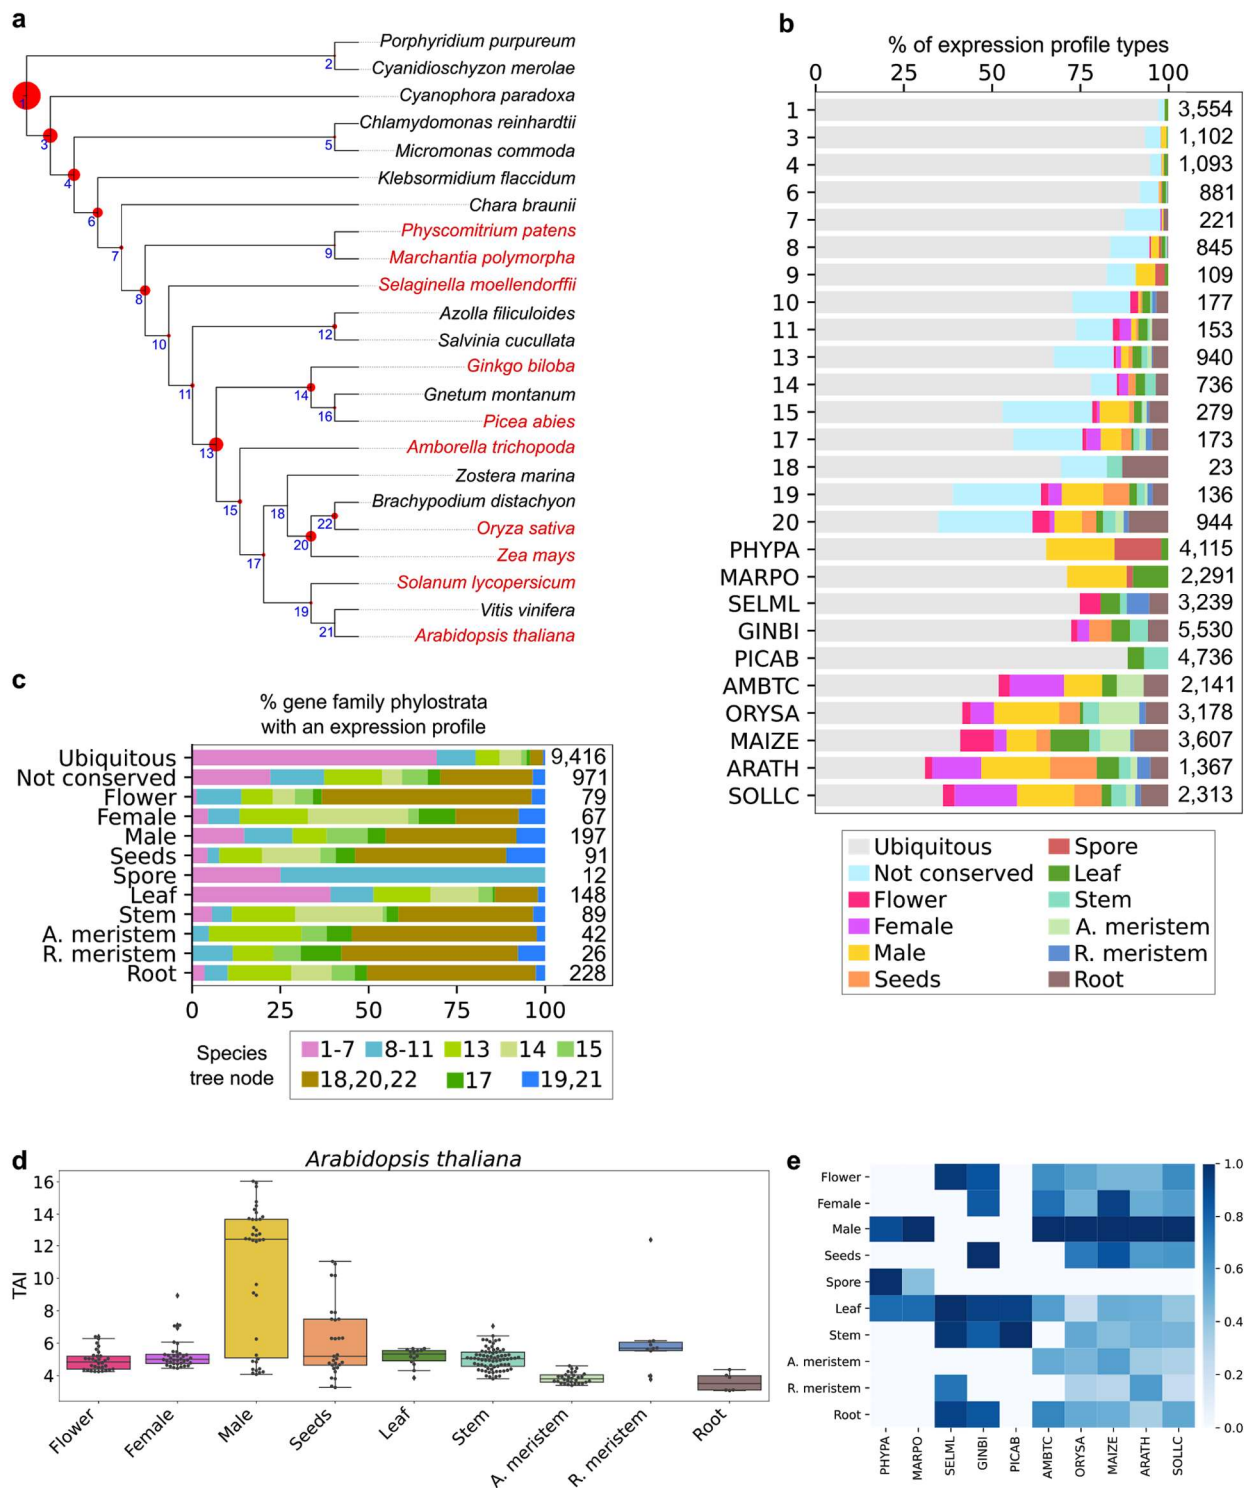 a
Porphyridium purpureum
2
Cyanidioschyzon merolae
1
Cyanophora paradoxa
3
Chlamydomonas reinhardtii
5
Micromonas commoda
4
Klebsormidium flaccidum
6
Chara braunii
7
Physcomitrium patens
9
Marchantia polymorpha
8
Selaginella moellendorffii
10
Azolla filiculoides
12
Salvinia cucullata
11
Ginkgo biloba
14
Gnetum montanum
16
Picea abies
13
Amborella trichopoda
15
Zostera marina
18
Brachypodium distachyon
22
Oryza sativa
20
Zea mays
17
Solanum lycopersicum
19
Vitis vinifera
21
Arabidopsis thaliana
b
% of expression profile types
0 25 50 75 100
1 3,554
3 1,102
4 1,093
6 881
7 221
8 845
9 109
10 177
11 153
13 940
14 736
15 279
17 173
18 23
19 136
20 944
PHYPA 4,115
MARPO 2,291
SELML 3,239
GINBI 5,530
PICAB 4,736
AMBTC 2,141
ORYSA 3,178
MAIZE 3,607
ARATH 1,367
SOLLC 2,313
Ubiquitous Spore
Not conserved Leaf
Flower Stem
Female A. meristem
Male R. meristem
Seeds Root
c
% gene family phylostrata
with an expression profile
Ubiquitous 9,416
Not conserved 971
Flower 79
Female 67
Male 197
Seeds 91
Spore 12
Leaf 148
Stem 89
A. meristem 42
R. meristem 26
Root 228
0 25 50 75 100
Species
tree node
1-7 8-11 13 14 15
18,20,22 17 19,21
d
Arabidopsis thaliana
TAI
16
14
12
10
8
6
4
Flower Female Male Seeds Leaf Stem A. meristem R. meristem Root
e
Flower
Female
Male
Seeds
Spore
Leaf
Stem
A. meristem
R. meristem
Root
PHYPA MARPO SELML GINBI PICAB AMBTC ORYSA MAIZE ARATH SOLLC
1.0
0.8
0.6
0.4
0.2
0.0